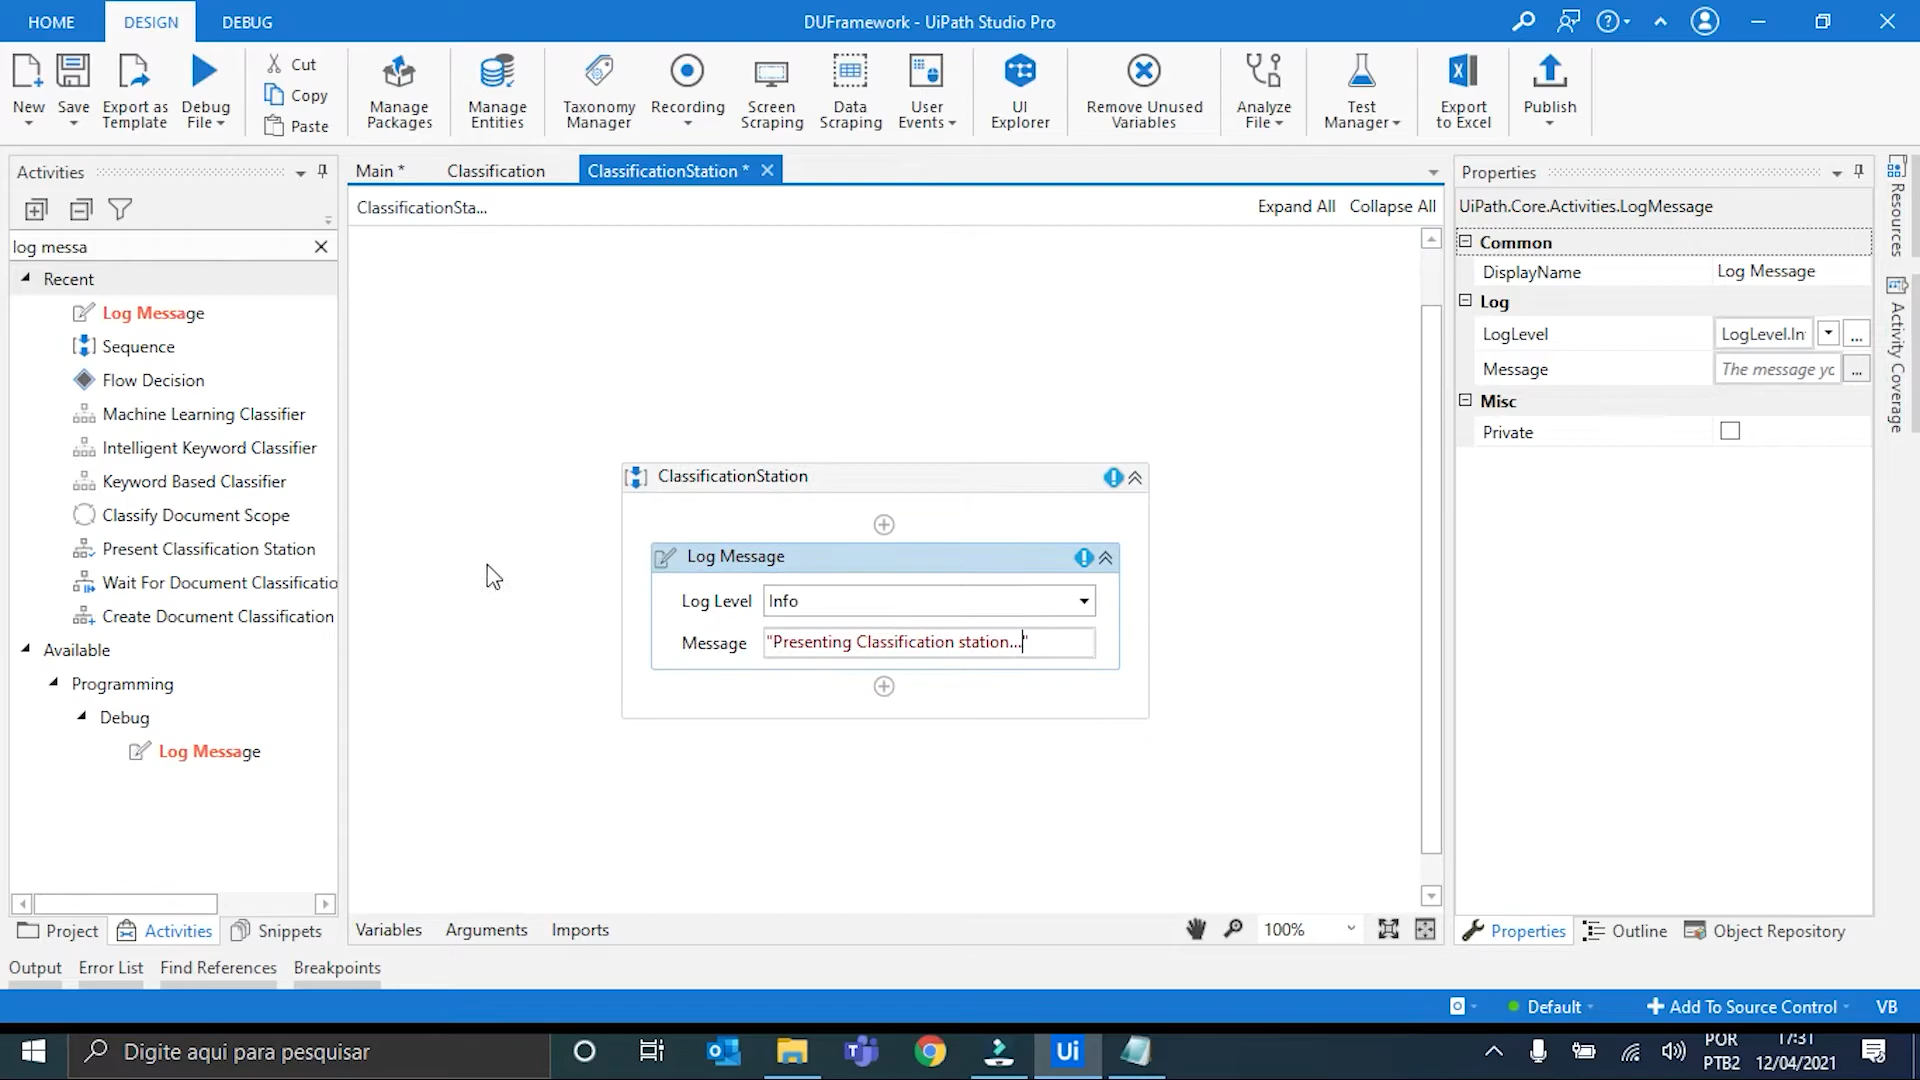 HOME
DESIGN
DEBUG
DUFramework - UiPath Studio Pro
New
Save
Export as Template
Debug File
Cut
Copy
Paste
Manage Packages
Manage Entities
Taxonomy Manager
Recording
Screen Scraping
Data Scraping
User Events
UI Explorer
Remove Unused Variables
Analyze File
Test Manager
Export to Excel
Publish
Activities
log messa
Recent
Log Message
Sequence
Flow Decision
Machine Learning Classifier
Intelligent Keyword Classifier
Keyword Based Classifier
Classify Document Scope
Present Classification Station
Wait For Document Classificatio
Create Document Classification
Available
Programming
Debug
Log Message
Project
Activities
Snippets
Main *
Classification
ClassificationStation *
ClassificationSta...
Expand All
Collapse All
ClassificationStation
Log Message
Log Level
Info
Message
"Presenting Classification station..."
Variables
Arguments
Imports
100%
Properties
UiPath.Core.Activities.LogMessage
Common
DisplayName
Log Message
Log
LogLevel
LogLevel.In
...
Message
The message yc
...
Misc
Private
Properties
Outline
Object Repository
Resources
Activity Coverage
Output
Error List
Find References
Breakpoints
Default
Add To Source Control
VB
Digite aqui para pesquisar
Ui
POR
PTB2
17:31
12/04/2021